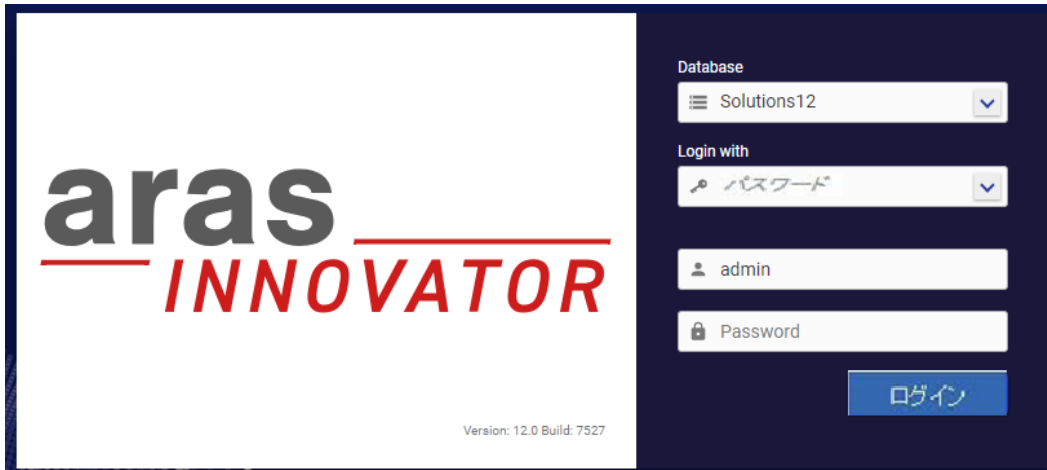 aras
INNOVATOR
Version: 12.0 Build: 7527
Database
Solutions12
Login with
パスワード
admin
Password
ログイン